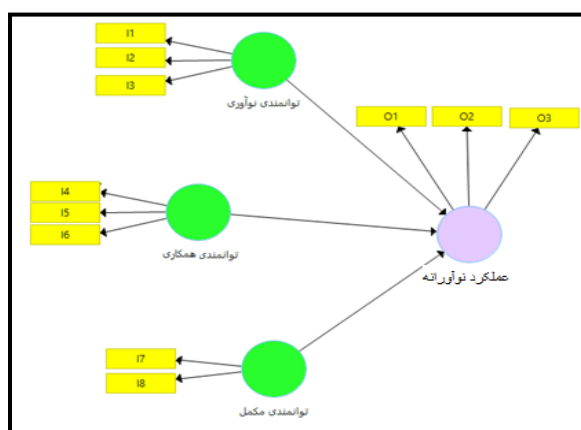 I1
I2
I3
توانمندی نوآوری
O1
O2
O3
I4
I5
I6
توانمندی همکاری
عملکرد نوآورانه
I7
I8
توانمندی مکمل